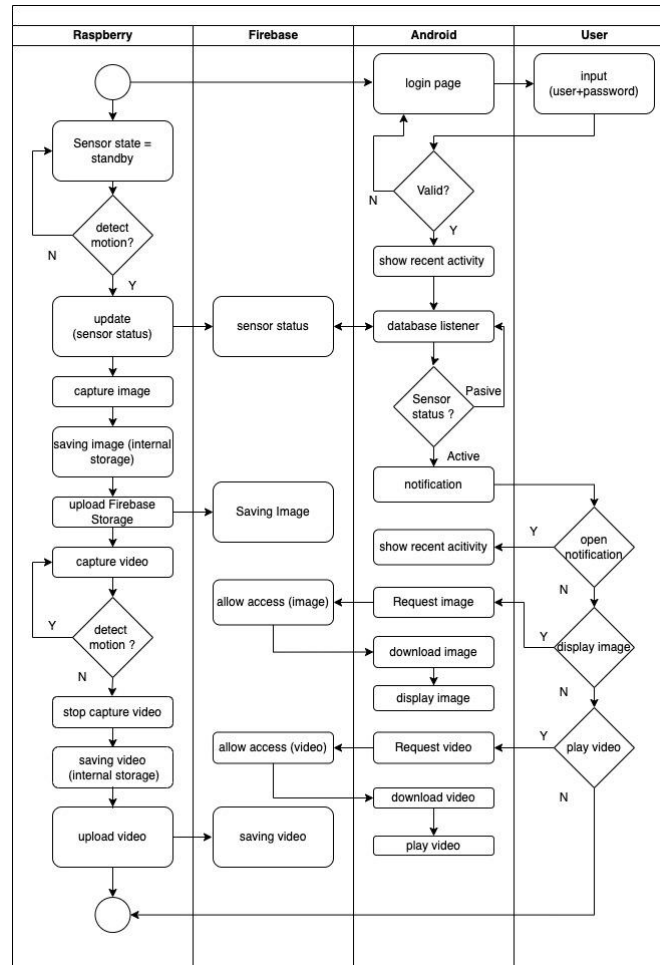 Raspberry
Firebase
Android
User
login page
input
(user+password)
Sensor state =
standby
Valid?
N
Y
detect
motion?
N
Y
show recent activity
update
(sensor status)
sensor status
database listener
capture image
Sensor
status ?
Pasive
Active
saving image (internal
storage)
notification
upload Firebase
Storage
Saving Image
open
notification
Y
N
show recent acitivity
capture video
detect
motion ?
Y
N
allow access (image)
Request image
display image
Y
N
download image
display image
stop capture video
saving video
(internal storage)
allow access (video)
Request video
play video
Y
N
download video
upload video
saving video
play video